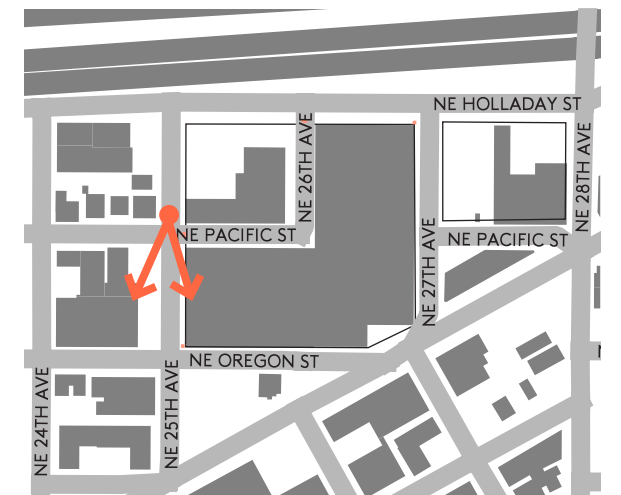 NE HOLLADAY ST
NE 26TH AVE
NE 28TH AVE
NE PACIFIC ST
NE PACIFIC ST
NE 27TH AVE
NE OREGON ST
NE 24TH AVE
NE 25TH AVE